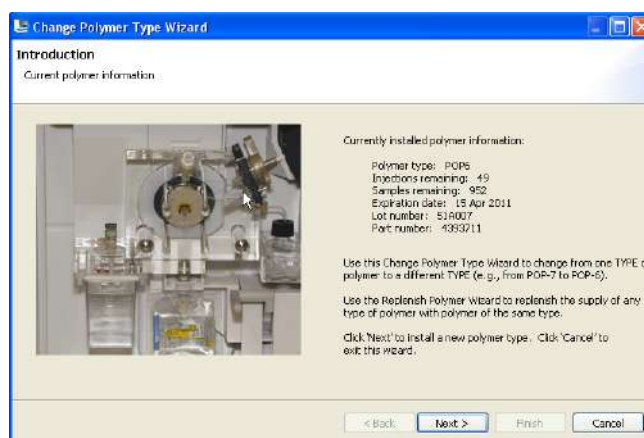 Change Polymer Type Wizard
Introduction
Current polymer information
Currently installed polymer information:
Polymer type: POP6
Injections remaining: 49
Samples remaining: 952
Expiration date: 15 Apr 2011
Lot number: 51A007
Part number: 4393711
Use this Change Polymer Type Wizard to change from one TYPE o
polymer to a different TYPE (e.g., from POP-7 to POP-6).
Use the Replenish Polymer Wizard to replenish the supply of any
type of polymer with polymer of the same type.
Click 'Next' to install a new polymer type. Click 'Cancel' to
exit this wizard.
< Back Next > Finish Cancel